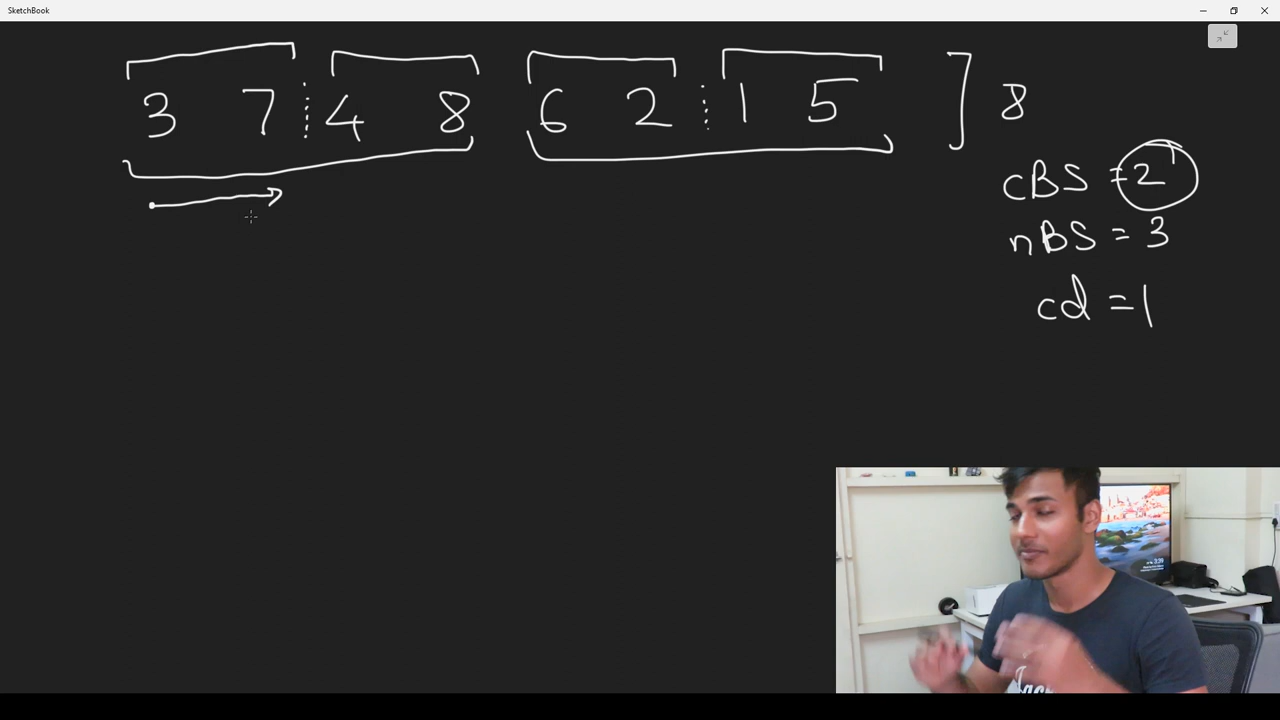 SketchBook
3 7 4 8 6 2 1 5 ] 8
cBS = 2
nBS = 3
cd = 1